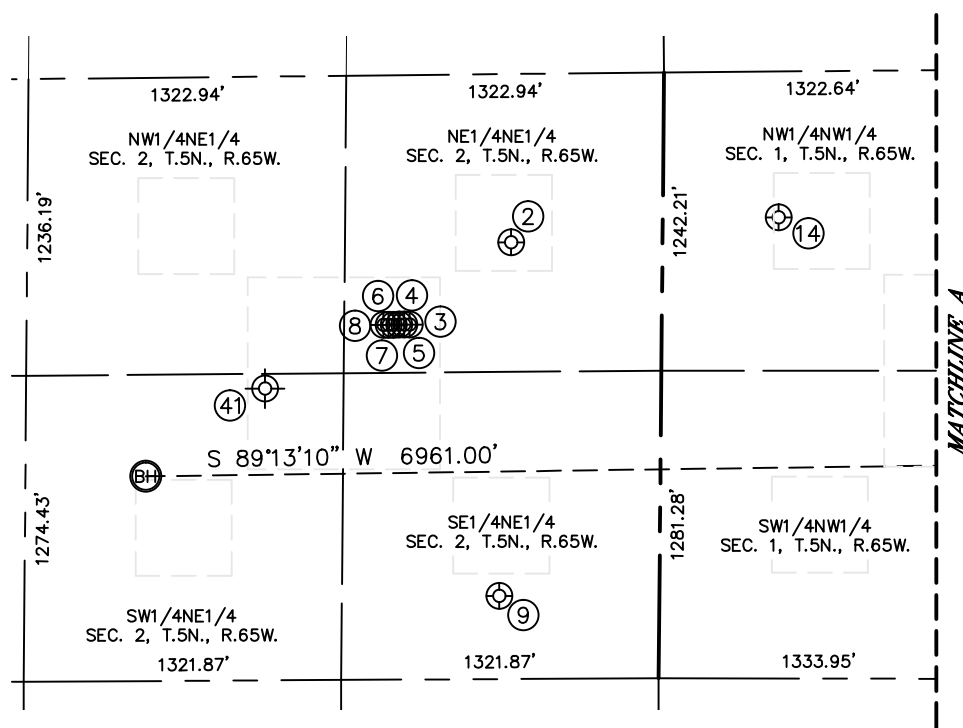 1322.94'
1322.94'
1322.64'
NW1/4NE1/4
SEC. 2, T.5N., R.65W.
NE1/4NE1/4
SEC. 2, T.5N., R.65W.
NW1/4NW1/4
SEC. 1, T.5N., R.65W.
1236.19'
1242.21'
2
14
6
4
8
3
7
5
MATCHLINE A
41
S 89°13'10" W 6961.00'
BH
1274.43'
1281.28'
SE1/4NE1/4
SEC. 2, T.5N., R.65W.
SW1/4NW1/4
SEC. 1, T.5N., R.65W.
9
SW1/4NE1/4
SEC. 2, T.5N., R.65W.
1321.87'
1321.87'
1333.95'